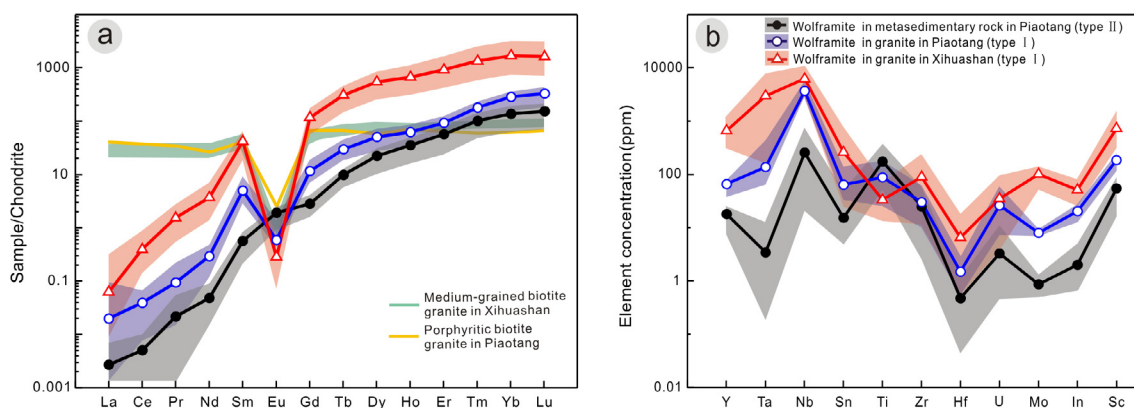 a
Sample/Chondrite
1000
10
0.1
0.001
La Ce Pr Nd Sm Eu Gd Tb Dy Ho Er Tm Yb Lu
Medium-grained biotite
granite in Xihuashan
Porphyritic biotite
granite in Piaotang
b
Wolframite in metasedimentary rock in Piaotang (type Ⅱ)
Wolframite in granite in Piaotang (type Ⅰ)
Wolframite in granite in Xihuashan (type Ⅰ)
Element concentration(ppm)
10000
100
1
0.01
Y Ta Nb Sn Ti Zr Hf U Mo In Sc